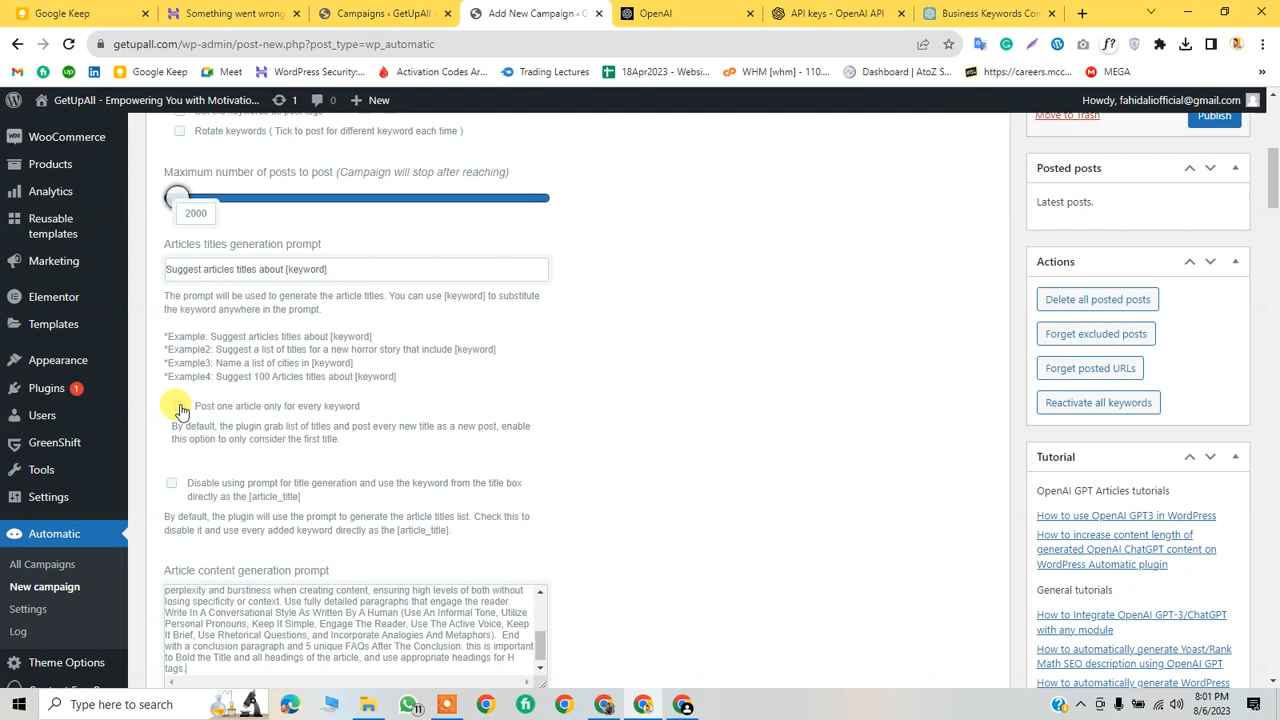 Google Keep
Something went wrong
Campaigns ‹ GetUpAll
Add New Campaign ‹ G
OpenAI
API keys - OpenAI API
Business Keywords Con
getupall.com/wp-admin/post-new.php?post_type=wp_automatic
Google Keep
Meet
WordPress Security:...
Activation Codes Ar...
Trading Lectures
18Apr2023 - Websi...
WHM [whm] - 110....
Dashboard | AtoZ S...
https://careers.mcc...
MEGA
GetUpAll - Empowering You with Motivatio...
1
0
New
Howdy, fahidaliofficial@gmail.com
WooCommerce
Products
Analytics
Reusable
templates
Marketing
Elementor
Templates
Appearance
Plugins 1
Users
GreenShift
Tools
Settings
Automatic
All Campaigns
New campaign
Settings
Log
Theme Options
Rotate keywords ( Tick to post for different keyword each time )
Maximum number of posts to post (Campaign will stop after reaching)
2000
Articles titles generation prompt
Suggest articles titles about [keyword]
The prompt will be used to generate the article titles. You can use [keyword] to substitute
the keyword anywhere in the prompt.
*Example: Suggest articles titles about [keyword]
*Example2: Suggest a list of titles for a new horror story that include [keyword]
*Example3: Name a list of cities in [keyword]
*Example4: Suggest 100 Articles titles about [keyword]
Post one article only for every keyword
By default, the plugin grab list of titles and post every new title as a new post, enable
this option to only consider the first title.
Disable using prompt for title generation and use the keyword from the title box
directly as the [article_title]
By default, the plugin will use the prompt to generate the article titles list. Check this to
disable it and use every added keyword directly as the [article_title].
Article content generation prompt
perplexity and burstiness when creating content, ensuring high levels of both without
losing specificity or context. Use fully detailed paragraphs that engage the reader.
Write In A Conversational Style As Written By A Human (Use An Informal Tone, Utilize
Personal Pronouns, Keep It Simple, Engage The Reader, Use The Active Voice, Keep
It Brief, Use Rhetorical Questions, and Incorporate Analogies And Metaphors). End
with a conclusion paragraph and 5 unique FAQs After The Conclusion. this is important
to Bold the Title and all headings of the article, and use appropriate headings for H
tags.
Move to Trash
Publish
Posted posts
Latest posts.
Actions
Delete all posted posts
Forget excluded posts
Forget posted URLs
Reactivate all keywords
Tutorial
OpenAI GPT Articles tutorials
How to use OpenAI GPT3 in WordPress
How to increase content length of
generated OpenAI ChatGPT content on
WordPress Automatic plugin
General tutorials
How to Integrate OpenAI GPT-3/ChatGPT
with any module
How to automatically generate Yoast/Rank
Math SEO description using OpenAI GPT
How to automatically generate WordPress
Type here to search
11
8:01 PM
8/6/2023